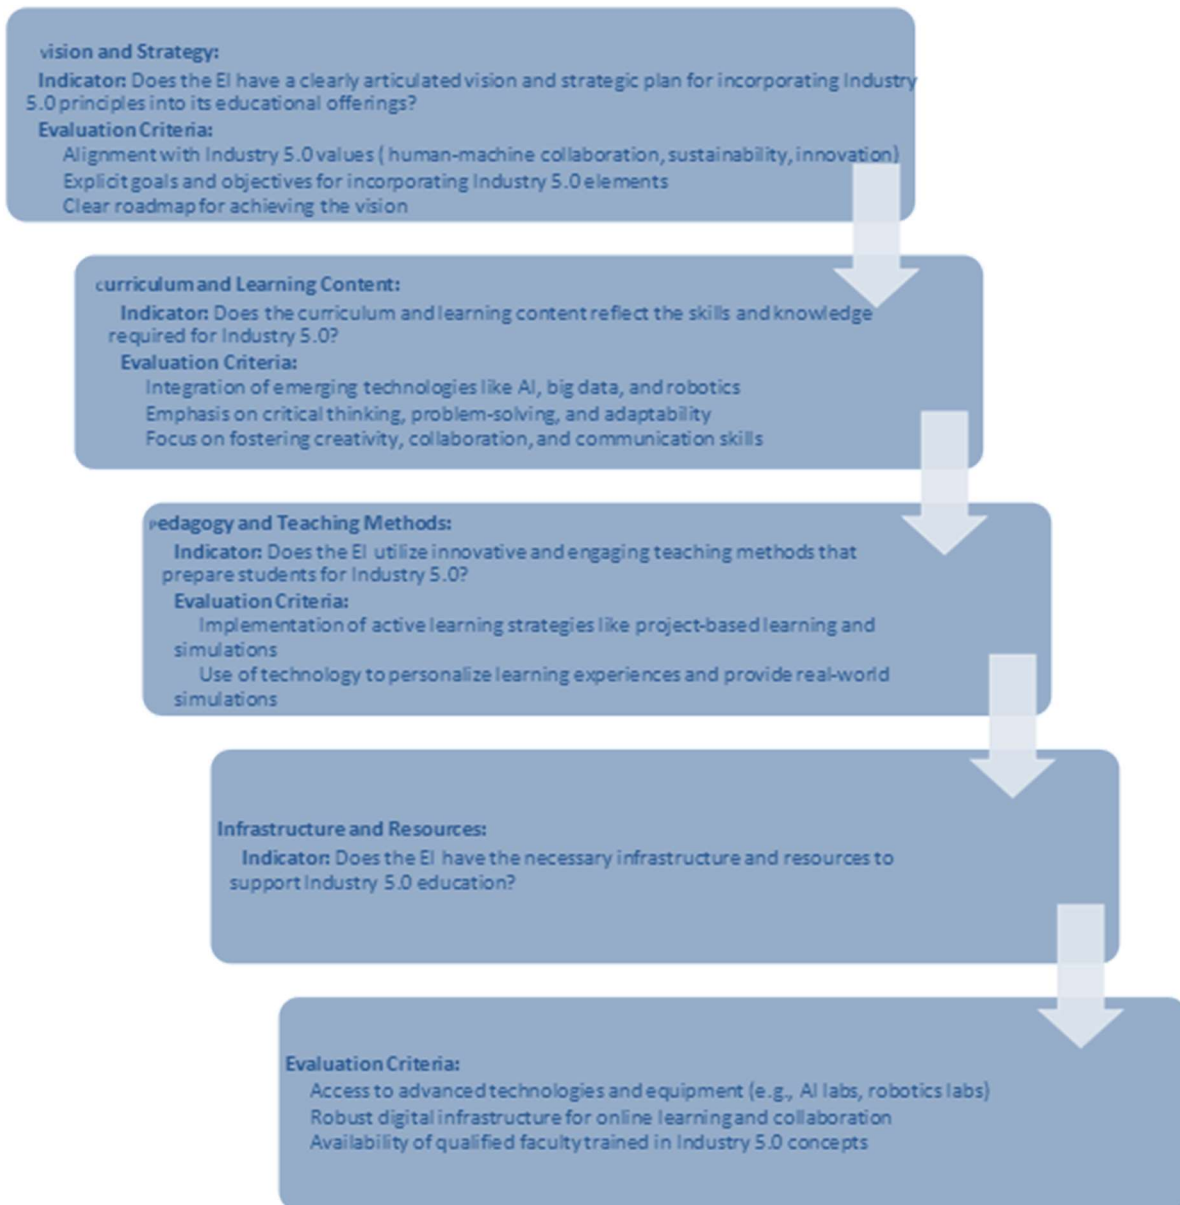 vision and Strategy:
Indicator: Does the EI have a clearly articulated vision and strategic plan for incorporating Industry
5.0 principles into its educational offerings?
Evaluation Criteria:
Alignment with Industry 5.0 values ( human-machine collaboration, sustainability, innovation)
Explicit goals and objectives for incorporating Industry 5.0 elements
Clear roadmap for achieving the vision
curriculum and Learning Content:
Indicator: Does the curriculum and learning content reflect the skills and knowledge
required for Industry 5.0?
Evaluation Criteria:
Integration of emerging technologies like AI, big data, and robotics
Emphasis on critical thinking, problem-solving, and adaptability
Focus on fostering creativity, collaboration, and communication skills
Pedagogy and Teaching Methods:
Indicator: Does the EI utilize innovative and engaging teaching methods that
prepare students for Industry 5.0?
Evaluation Criteria:
Implementation of active learning strategies like project-based learning and
simulations
Use of technology to personalize learning experiences and provide real-world
simulations
Infrastructure and Resources:
Indicator: Does the EI have the necessary infrastructure and resources to
support Industry 5.0 education?
Evaluation Criteria:
Access to advanced technologies and equipment (e.g., AI labs, robotics labs)
Robust digital infrastructure for online learning and collaboration
Availability of qualified faculty trained in Industry 5.0 concepts